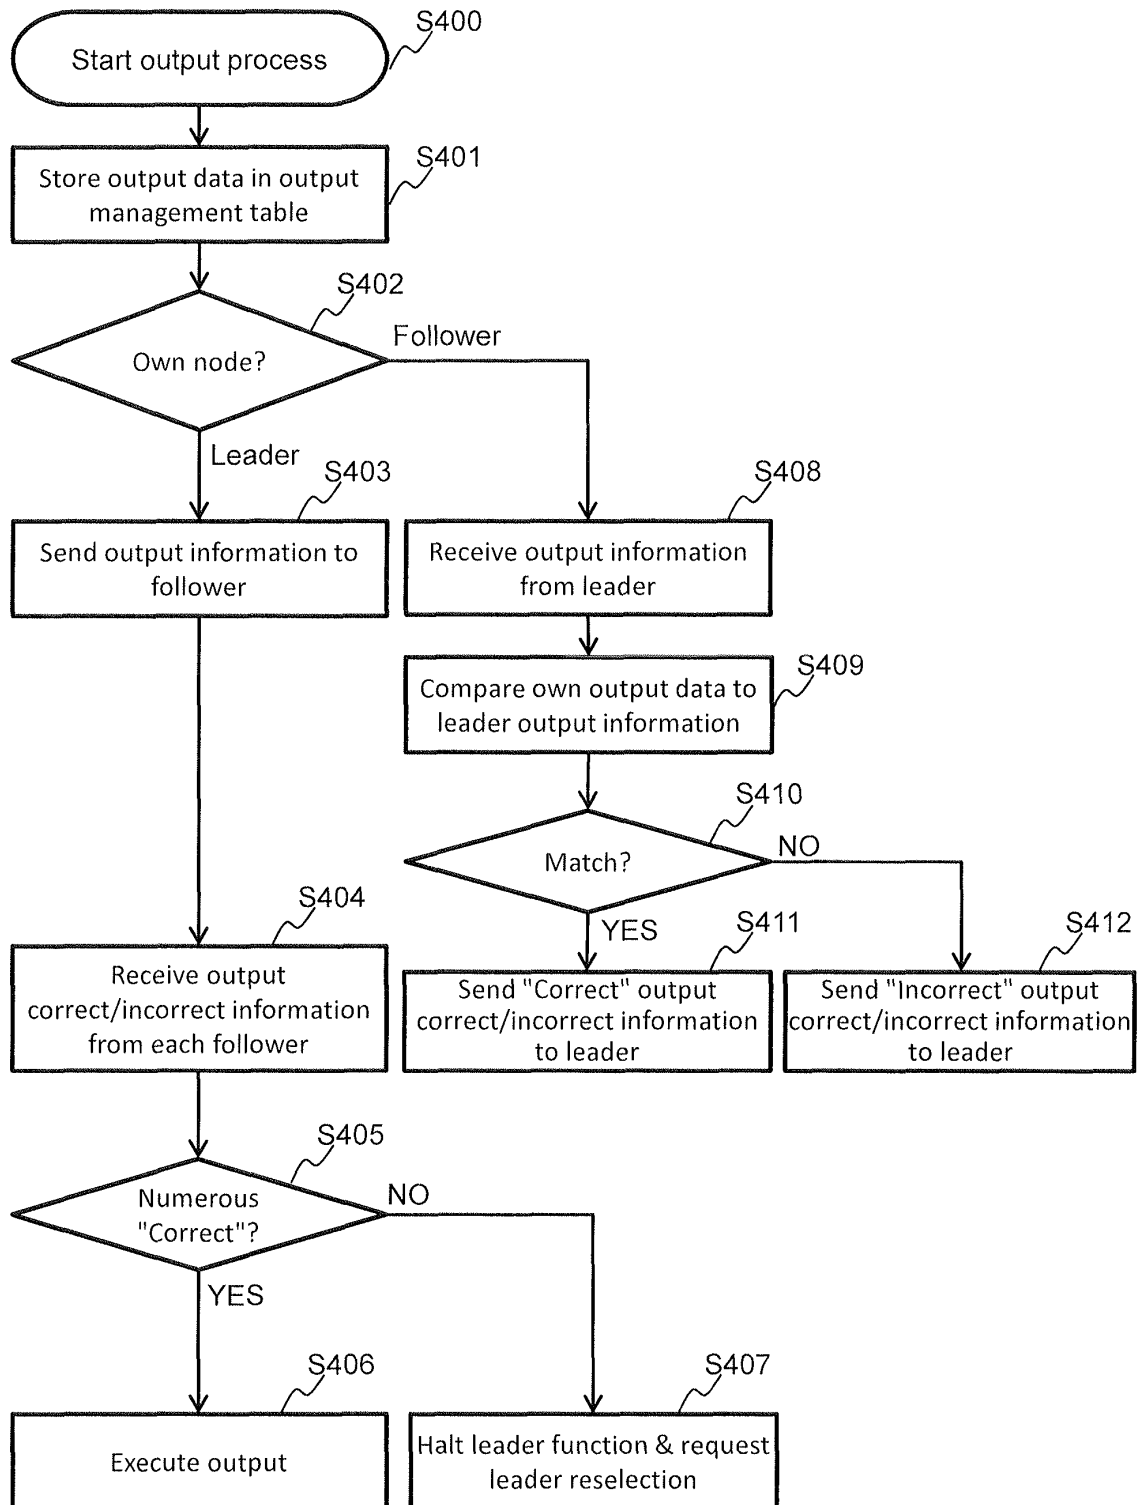 S400
Start output process
S401
Store output data in output
management table
S402
Own node?
Follower
Leader
S403
Send output information to
follower
S408
Receive output information
from leader
S409
Compare own output data to
leader output information
S410
Match?
NO
YES
S404
Receive output
correct/incorrect information
from each follower
S411
Send "Correct" output
correct/incorrect information
to leader
S412
Send "Incorrect" output
correct/incorrect information
to leader
S405
Numerous
"Correct"?
NO
YES
S406
Execute output
S407
Halt leader function & request
leader reselection